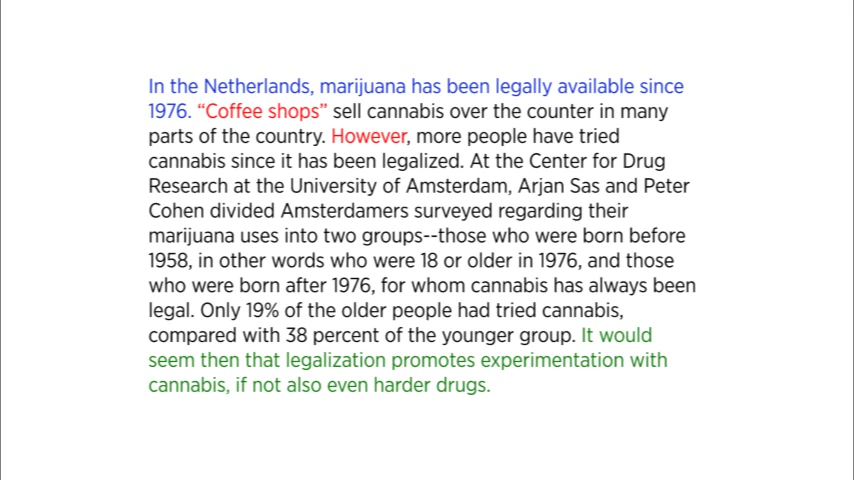 In the Netherlands, marijuana has been legally available since
1976. “Coffee shops” sell cannabis over the counter in many
parts of the country. However, more people have tried
cannabis since it has been legalized. At the Center for Drug
Research at the University of Amsterdam, Arjan Sas and Peter
Cohen divided Amsterdamers surveyed regarding their
marijuana uses into two groups--those who were born before
1958, in other words who were 18 or older in 1976, and those
who were born after 1976, for whom cannabis has always been
legal. Only 19% of the older people had tried cannabis,
compared with 38 percent of the younger group. It would
seem then that legalization promotes experimentation with
cannabis, if not also even harder drugs.